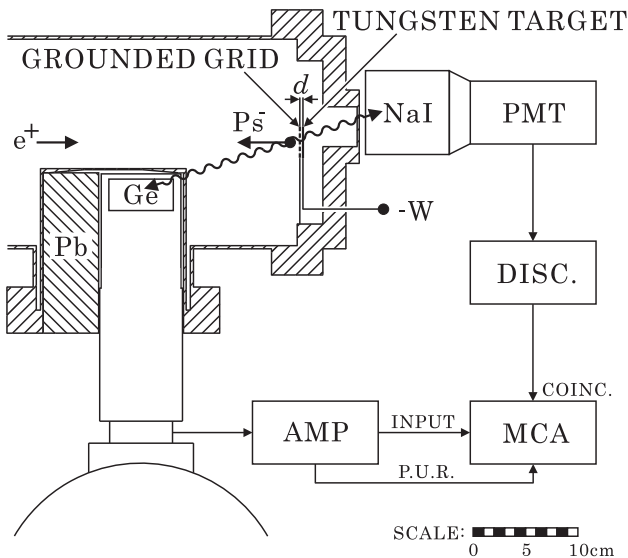 TUNGSTEN TARGET
GROUNDED GRID
d
Ps-
NaI
PMT
e+
Ge
-W
Pb
DISC.
COINC.
AMP
INPUT
MCA
P.U.R.
SCALE:
0 5 10cm